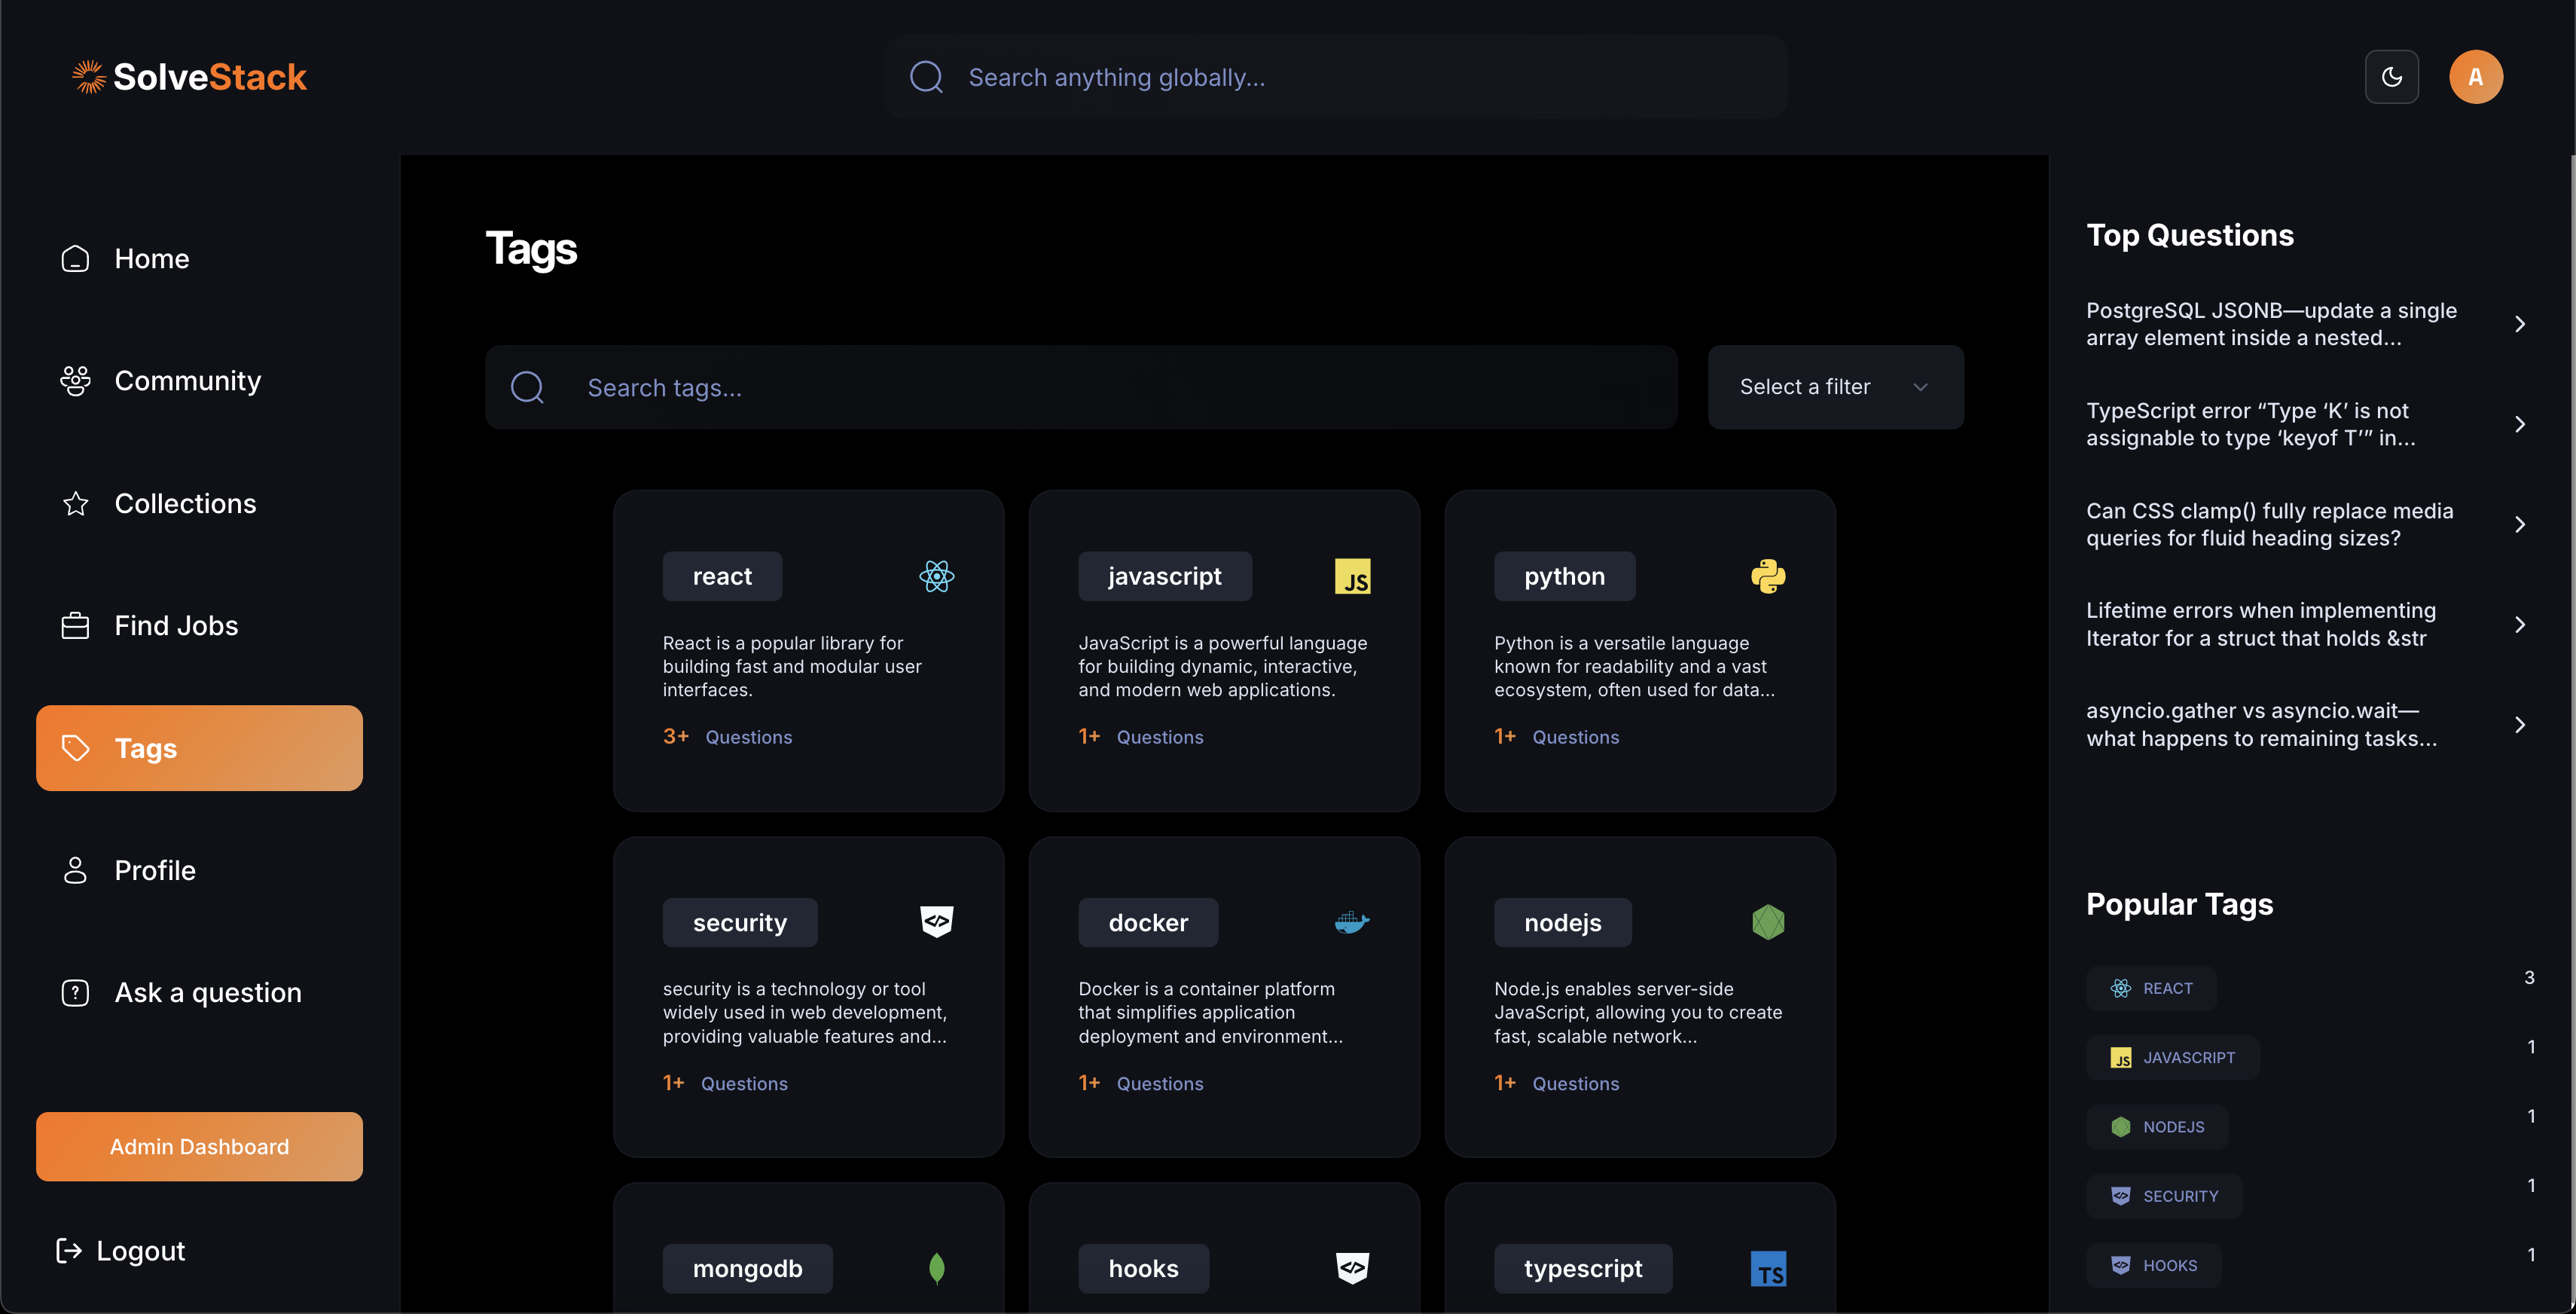 SolveStack
Search anything globally...
A
Home
Community
Collections
Find Jobs
Tags
Profile
Ask a question
Admin Dashboard
Logout
Tags
Search tags...
Select a filter
react
React is a popular library for
building fast and modular user
interfaces.
3+ Questions
javascript
JS
JavaScript is a powerful language
for building dynamic, interactive,
and modern web applications.
1+ Questions
python
Python is a versatile language
known for readability and a vast
ecosystem, often used for data...
1+ Questions
security
security is a technology or tool
widely used in web development,
providing valuable features and...
1+ Questions
docker
Docker is a container platform
that simplifies application
deployment and environment...
1+ Questions
nodejs
Node.js enables server-side
JavaScript, allowing you to create
fast, scalable network...
1+ Questions
mongodb
hooks
typescript
TS
Top Questions
PostgreSQL JSONB—update a single
array element inside a nested...
TypeScript error “Type ‘K’ is not
assignable to type ‘keyof T’” in...
Can CSS clamp() fully replace media
queries for fluid heading sizes?
Lifetime errors when implementing
Iterator for a struct that holds &str
asyncio.gather vs asyncio.wait—
what happens to remaining tasks...
Popular Tags
REACT 3
JS JAVASCRIPT 1
NODEJS 1
SECURITY 1
HOOKS 1